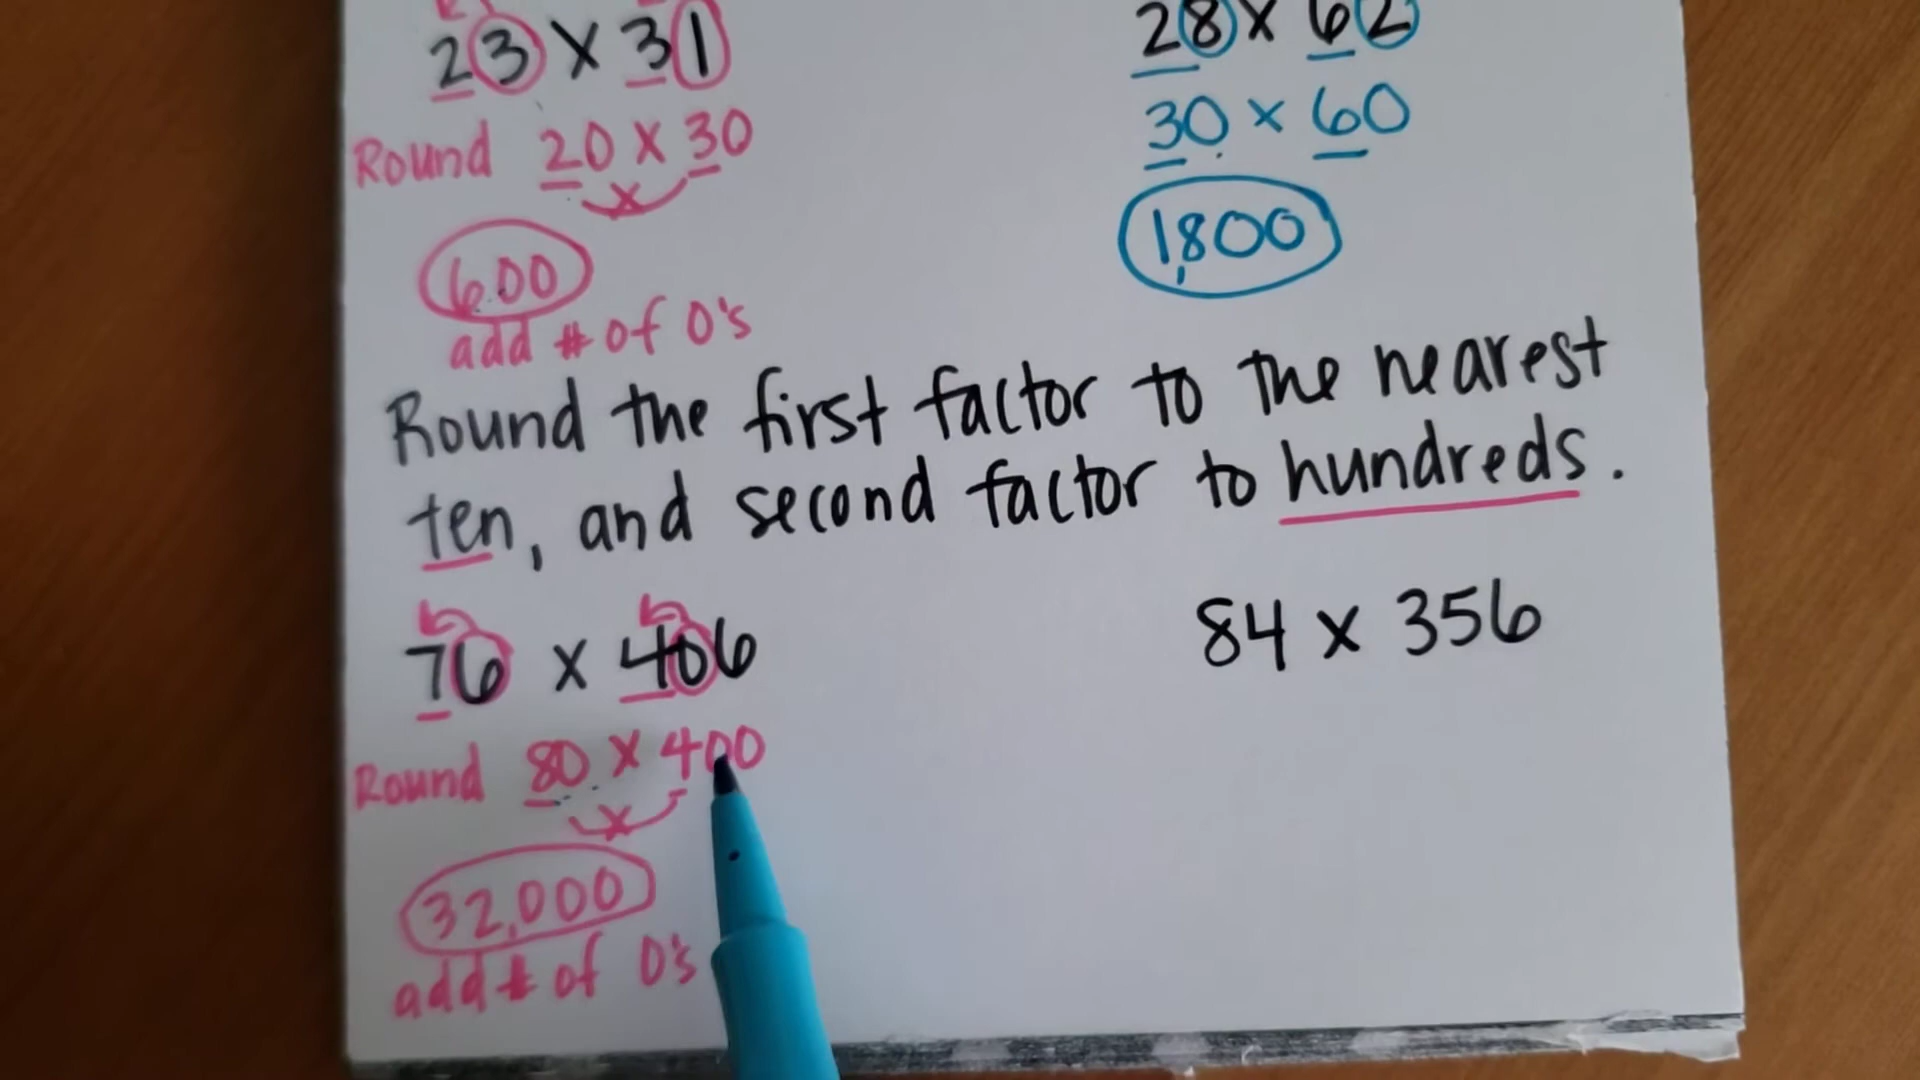 23 X 31
Round 20 X 30
X
600
add # of 0's
28 x 62
30 x 60
1,800
Round the first factor to the nearest
ten, and second factor to hundreds.
76 x 406
Round 80 x 400
x
32,000
add # of 0's
84 x 356